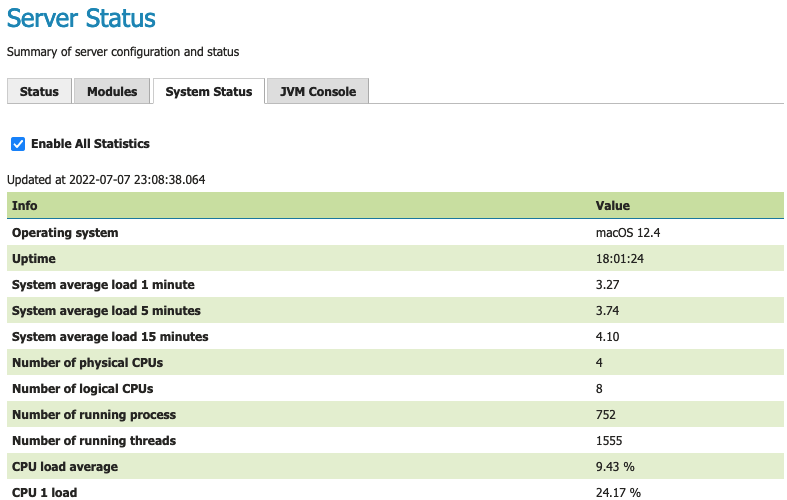 Server Status
Summary of server configuration and status
Status Modules System Status JVM Console
Enable All Statistics
Updated at 2022-07-07 23:08:38.064
Info Value
Operating system macOS 12.4
Uptime 18:01:24
System average load 1 minute 3.27
System average load 5 minutes 3.74
System average load 15 minutes 4.10
Number of physical CPUs 4
Number of logical CPUs 8
Number of running process 752
Number of running threads 1555
CPU load average 9.43 %
CPU 1 load 24.17 %